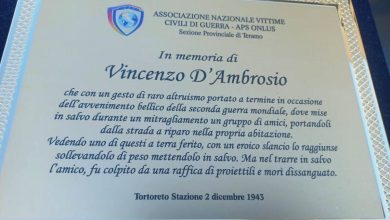 ASSOCIAZIONE NAZIONALE VITTIME
CIVILI DI GUERRA - APS ONLUS
Sezione Provinciale di Teramo
In memoria di
Vincenzo D'Ambrosio
che con un gesto di raro altruismo portato a termine in occasione
dell'avvenimento bellico della seconda guerra mondiale, dove mise
in salvo durante un mitragliamento un gruppo di amici, portandoli
dalla strada a riparo nella propria abitazione.
Vedendo uno di questi a terra ferito, con un eroico slancio lo raggiunse
sollevandolo di peso mettendolo in salvo. Ma nel trarre in salvo
l'amico, fu colpito da una raffica di proiettili e morì dissanguato.
Tortoreto Stazione 2 dicembre 1943